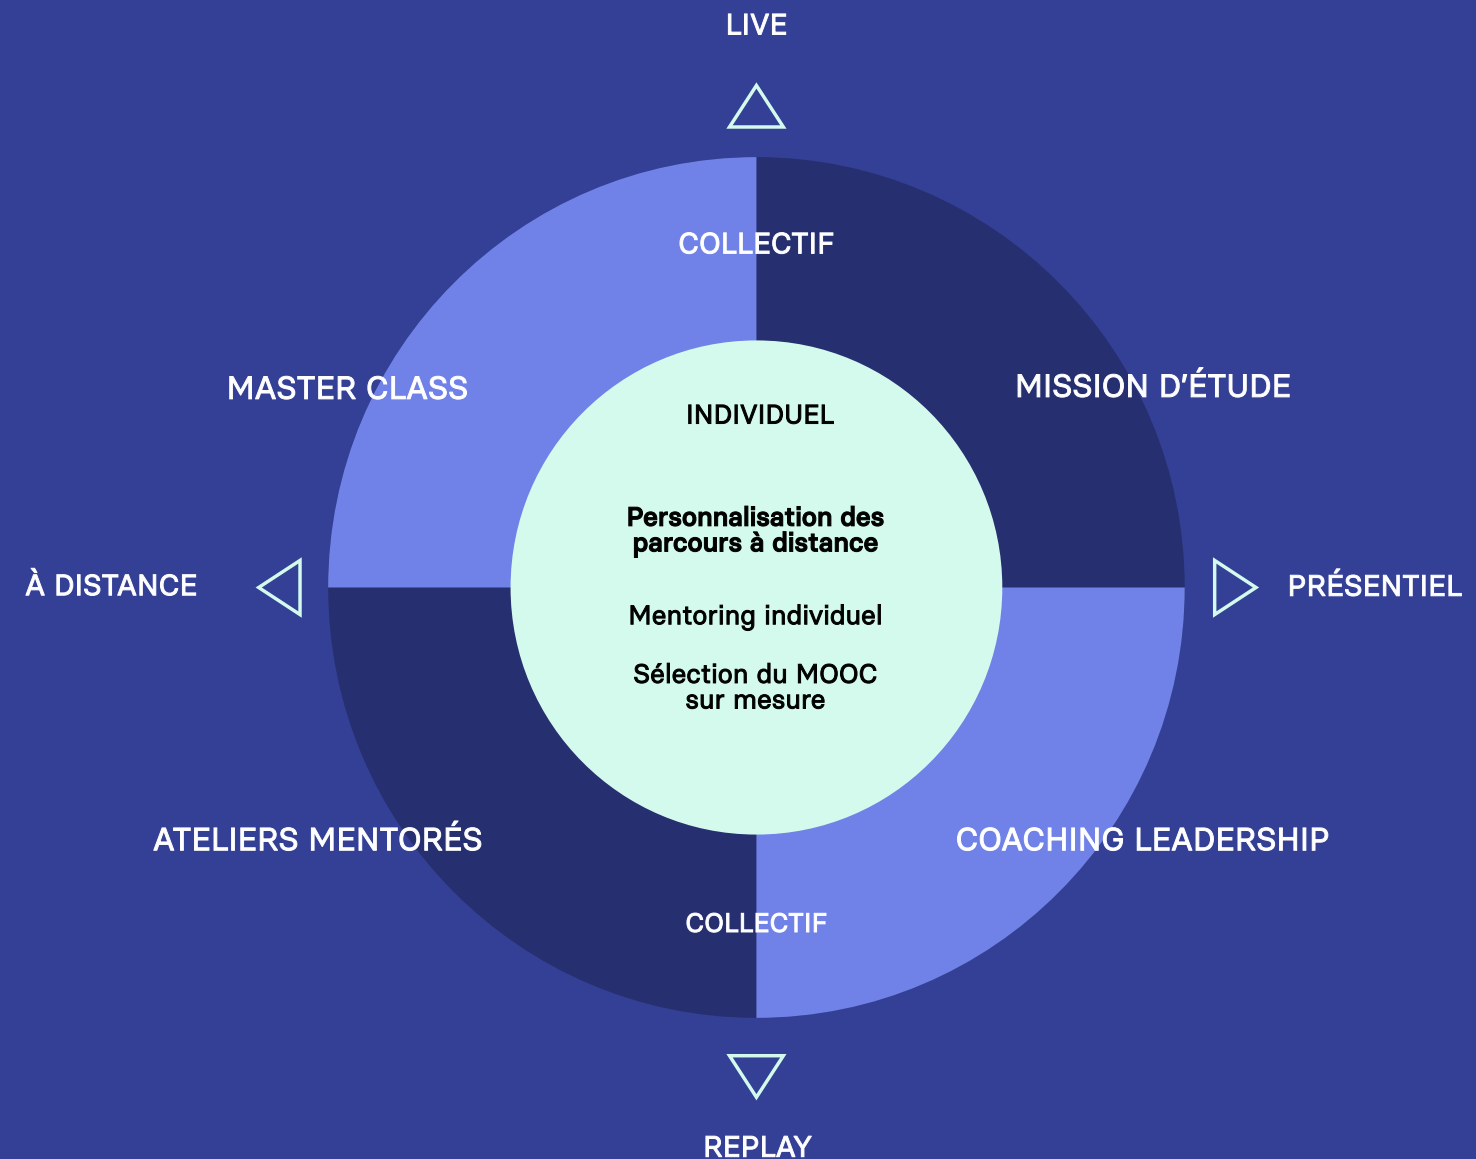 LIVE
COLLECTIF
MASTER CLASS
MISSION D’ÉTUDE
INDIVIDUEL
Personnalisation des
parcours à distance
À DISTANCE
PRÉSENTIEL
Mentoring individuel
Sélection du MOOC
sur mesure
ATELIERS MENTORÉS
COACHING LEADERSHIP
COLLECTIF
REPLAY